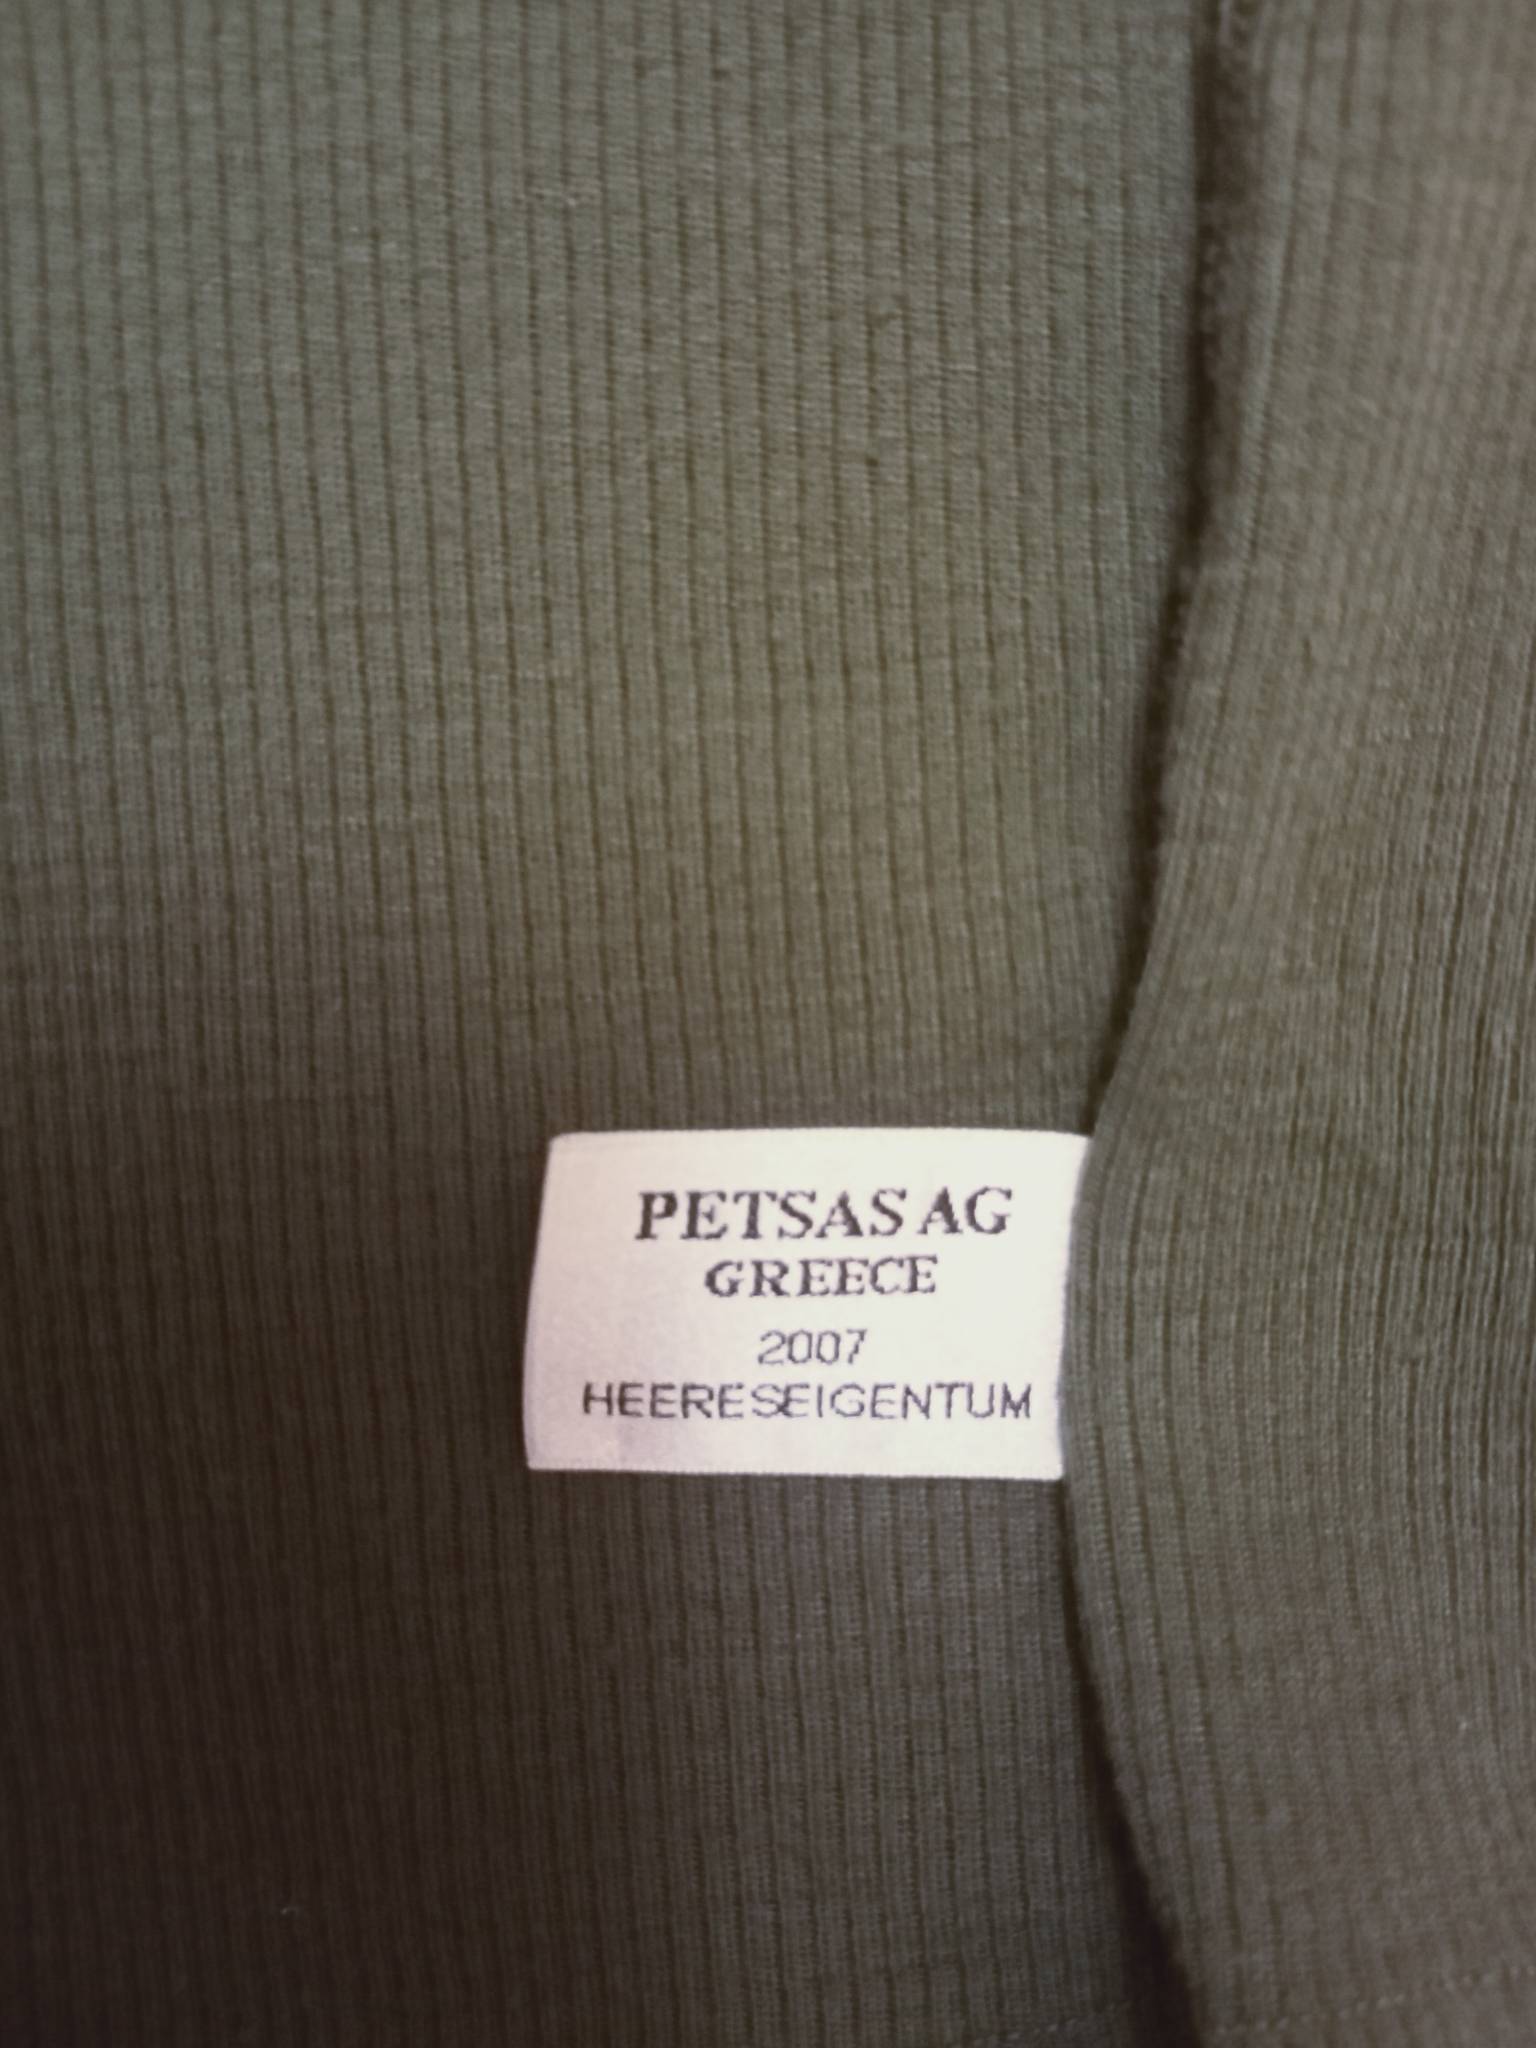 PETSAS AG
GREECE
2007
HEERESEIGENTUM